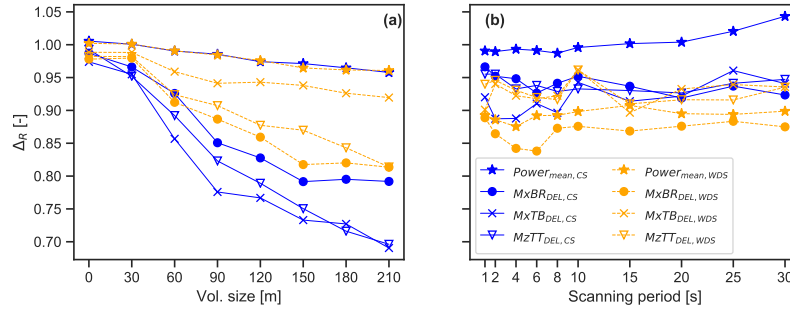 (a)
1.05
1.00
0.95
0.90
0.85
0.80
0.75
0.70
Δ_R [-]
0 30 60 90 120 150 180 210
Vol. size [m]
(b)
Power_mean,CS
MxBR_DEL,CS
MxTB_DEL,CS
MzTT_DEL,CS
Power_mean,WDS
MxBR_DEL,WDS
MxTB_DEL,WDS
MzTT_DEL,WDS
1 2 4 6 8 10 15 20 25 30
Scanning period [s]